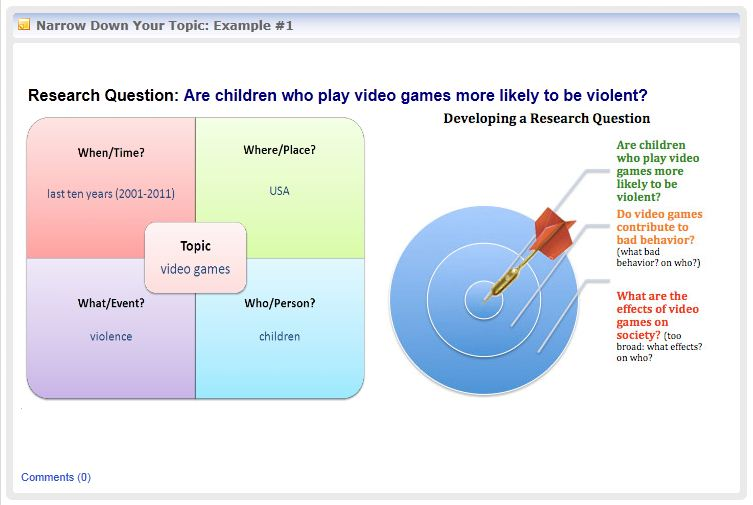 Narrow Down Your Topic: Example #1
Research Question: Are children who play video games more likely to be violent?
When/Time?
last ten years (2001-2011)
Where/Place?
USA
Topic
video games
What/Event?
violence
Who/Person?
children
Developing a Research Question
Are children
who play video
games more
likely to be
violent?
Do video games
contribute to
bad behavior?
(what bad
behavior? on who?)
What are the
effects of video
games on
society? (too
broad: what effects?
on who?
Comments (0)